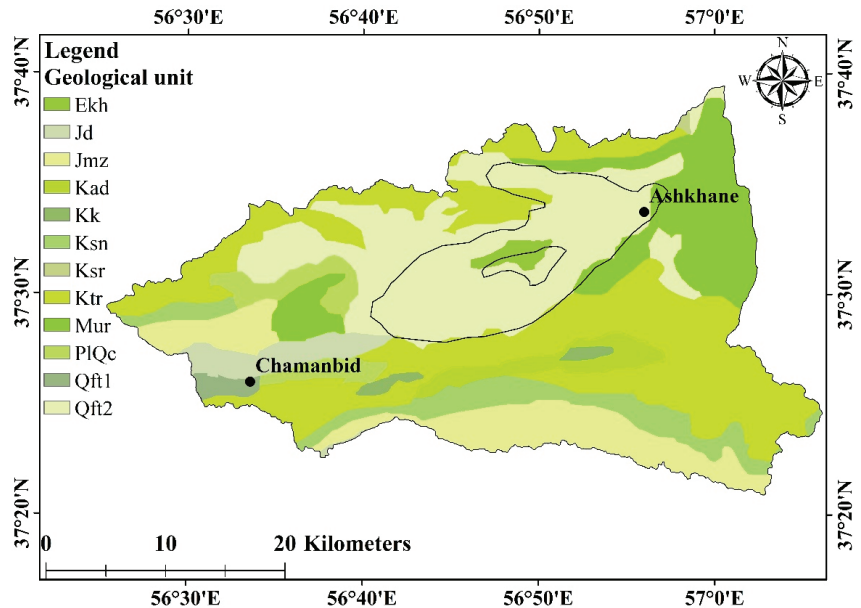 56°30'E 56°40'E 56°50'E 57°0'E
Legend
Geological unit
Ekh
Jd
Jmz
Kad
Kk
Ksn
Ksr
Ktr
Mur
PlQc
Qft1
Qft2
N
W E
S
37°40'N 37°40'N
37°30'N 37°30'N
37°20'N 37°20'N
Ashkhane
Chamanbid
0 10 20 Kilometers
56°30'E 56°40'E 56°50'E 57°0'E